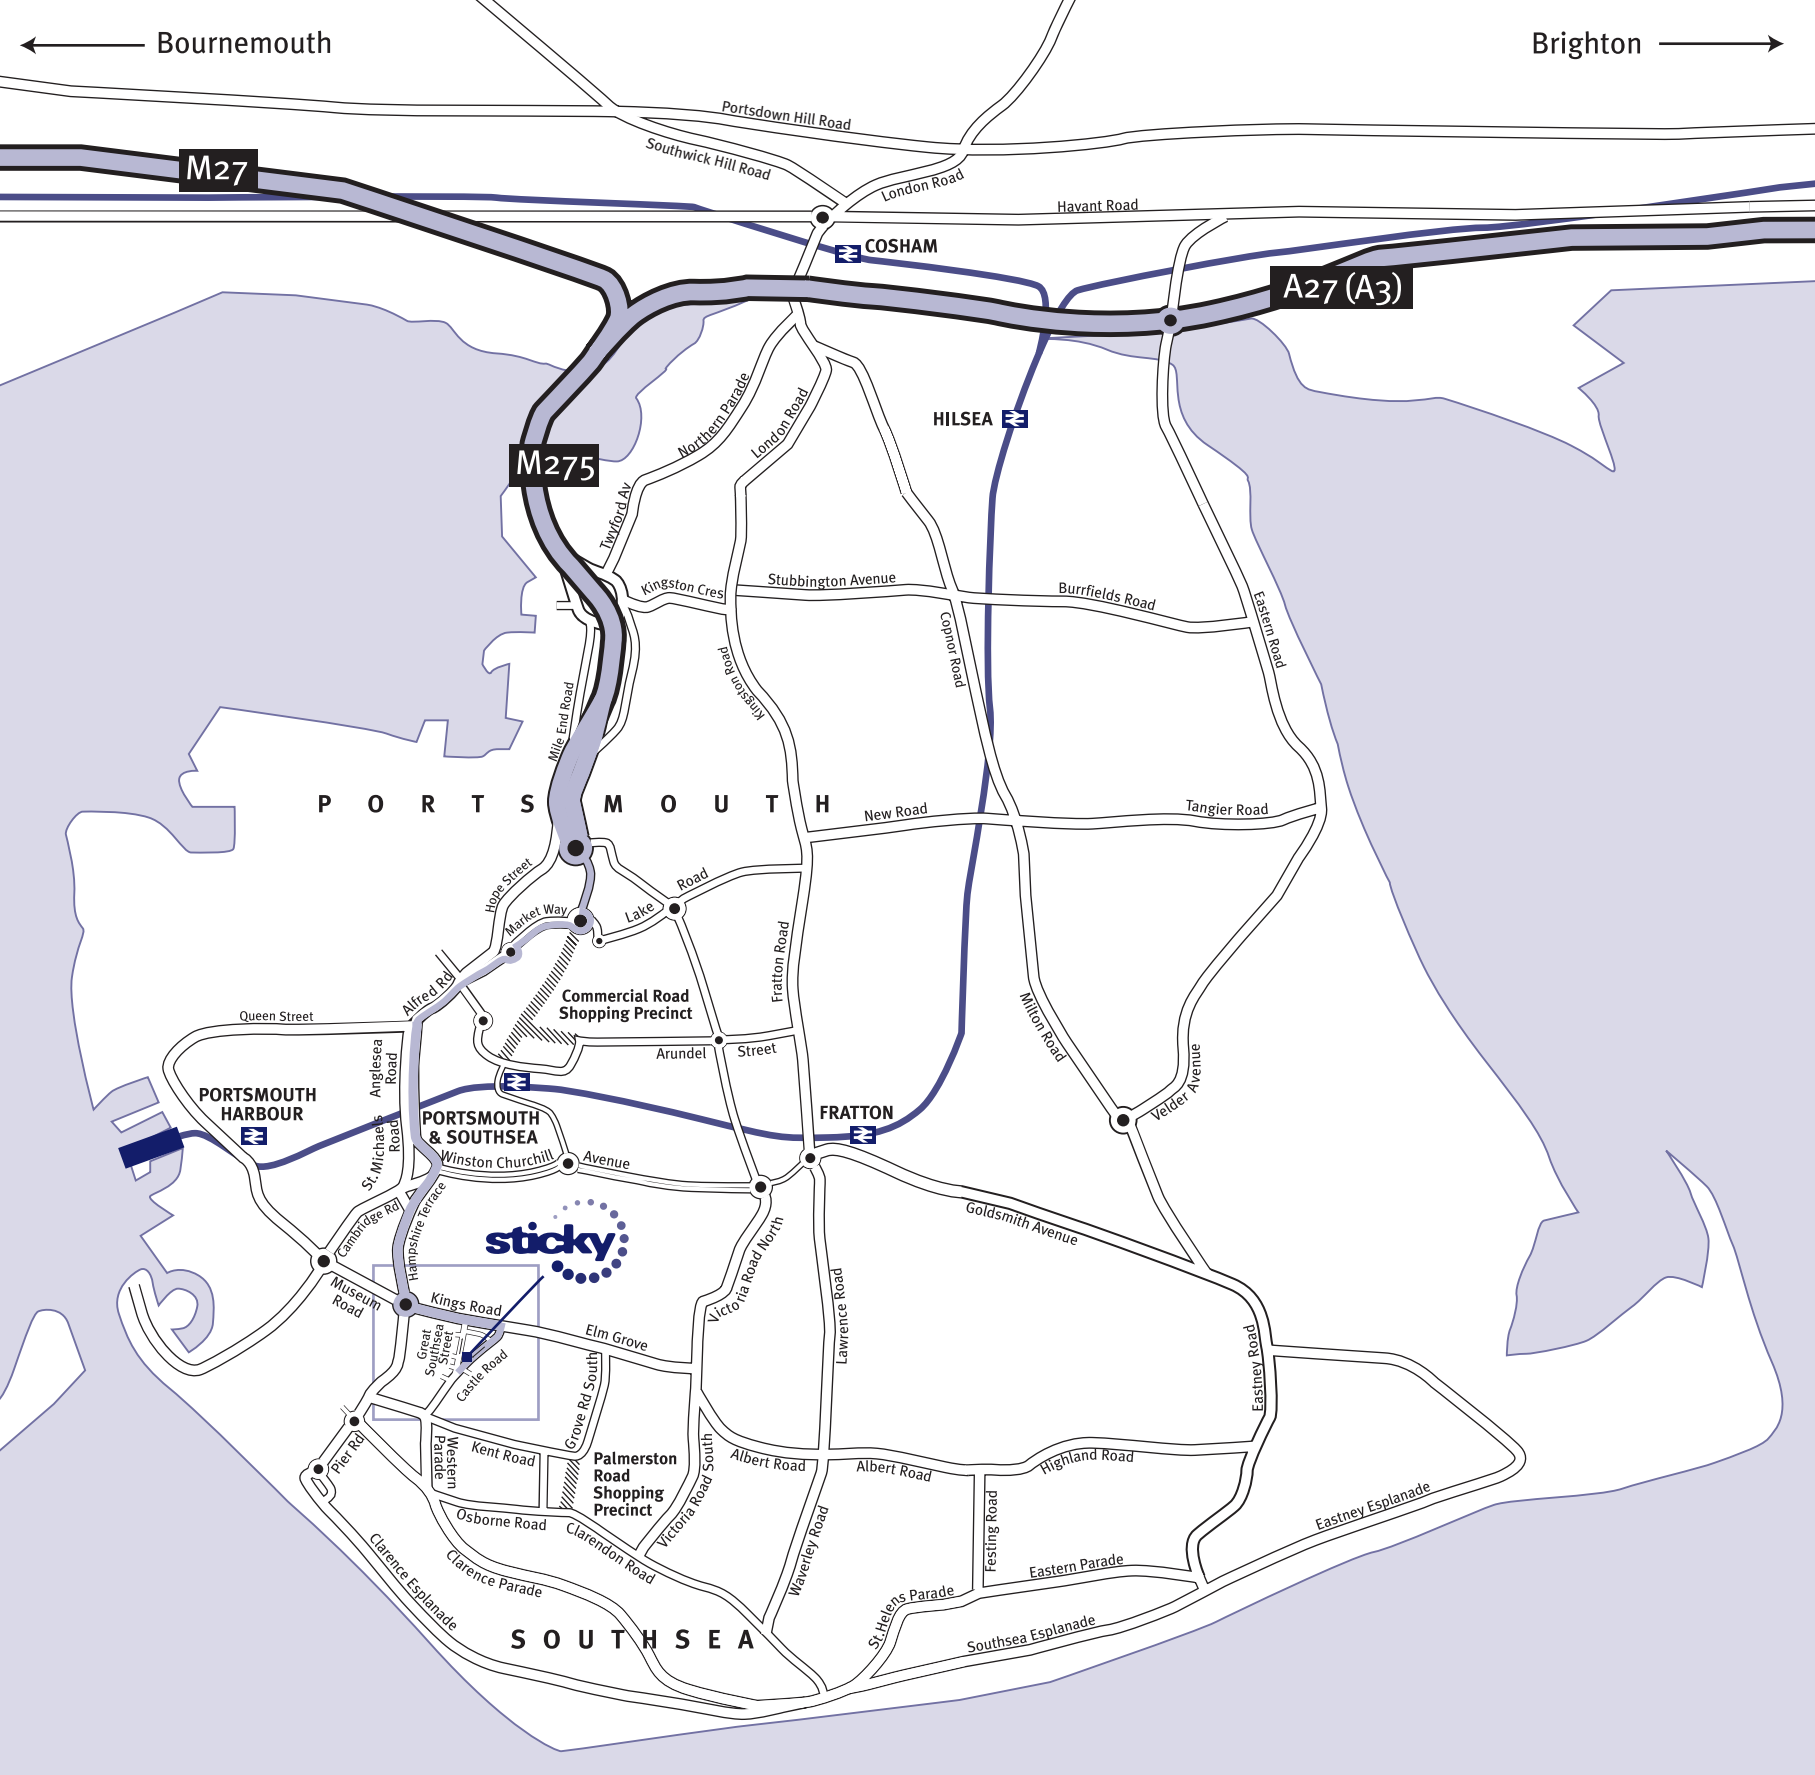 Bournemouth
Brighton
Portsdown Hill Road
Southwick Hill Road
M27
London Road
Havant Road
COSHAM
A27 (A3)
Northern Parade
London Road
HILSEA
M275
Twyford Av
Kingston Cres
Stubbington Avenue
Burrfields Road
Eastern Road
Copnor Road
Kingston Road
Mile End Road
PORTSMOUTH
New Road
Tangier Road
Hope Street
Market Way
Lake
Road
Fratton Road
Alfred Rd
Commercial Road
Shopping Precinct
Queen Street
Anglesea
Road
Arundel
Street
Milton Road
Velder Avenue
PORTSMOUTH
HARBOUR
St.Michaels
Road
PORTSMOUTH
& SOUTHSEA
FRATTON
Winston Churchill
Avenue
Cambridge Rd
Hampshire Terrace
sticky
Goldsmith Avenue
Victoria Road North
Lawrence Road
Museum
Road
Kings Road
Great
Southsea
Street
Castle Road
Elm Grove
Grove Rd South
Eastney Road
Pier Rd
Western
Parade
Kent Road
Palmerston
Road
Shopping
Precinct
Victoria Road South
Albert Road
Albert Road
Highland Road
Osborne Road
Clarendon Road
Waverley Road
Festing Road
Eastney Esplanade
Clarence Esplanade
Clarence Parade
Eastern Parade
St.Helens Parade
Southsea Esplanade
SOUTHSEA